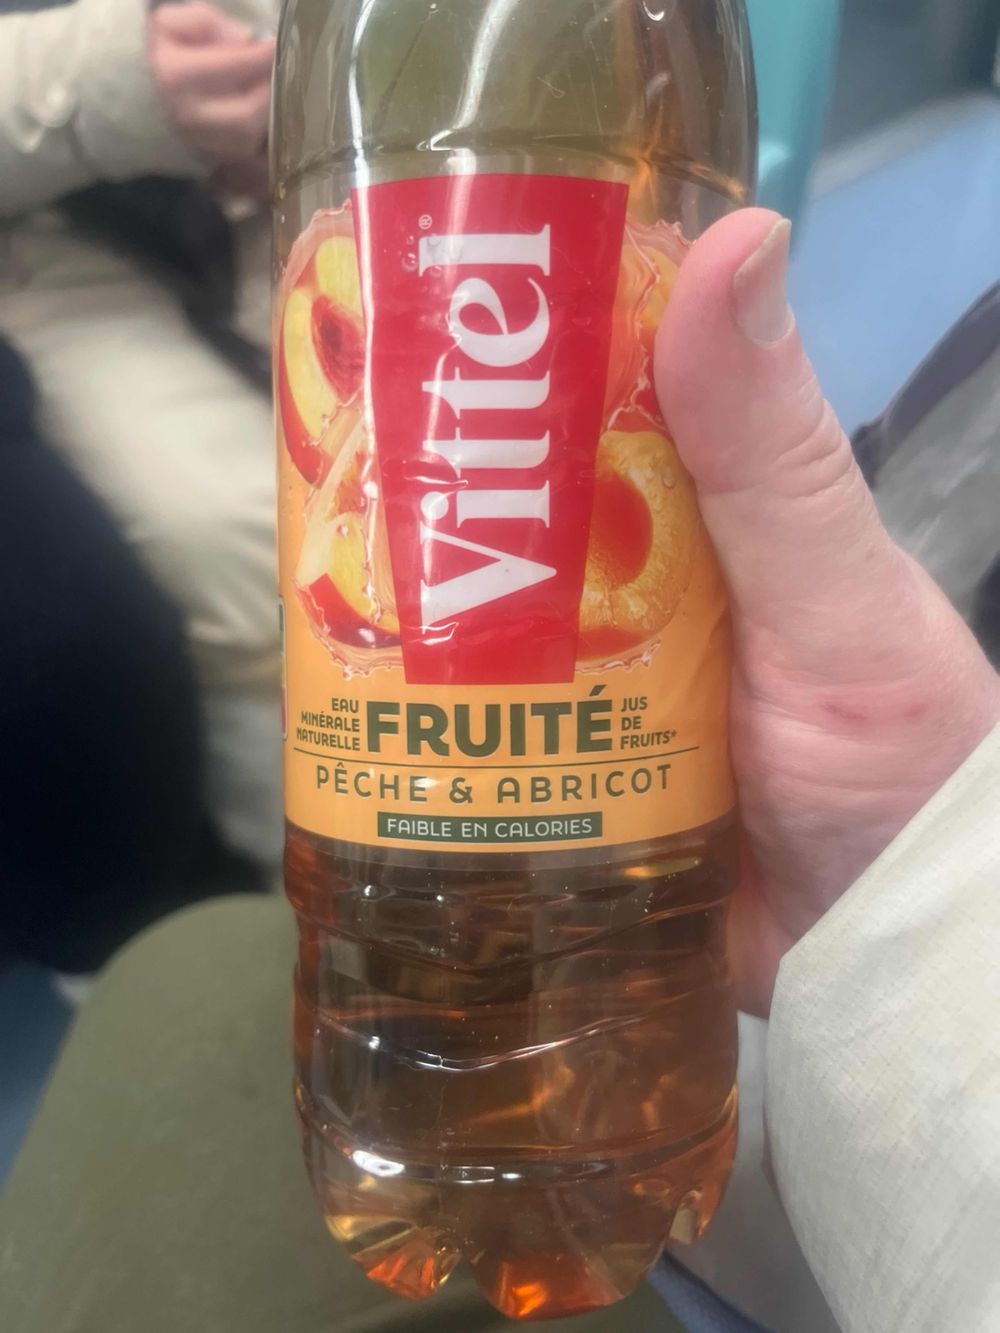 Vittel®
EAU
MINÉRALE
NATURELLE
FRUITÉ
JUS
DE
FRUITS*
PÊCHE & ABRICOT
FAIBLE EN CALORIES